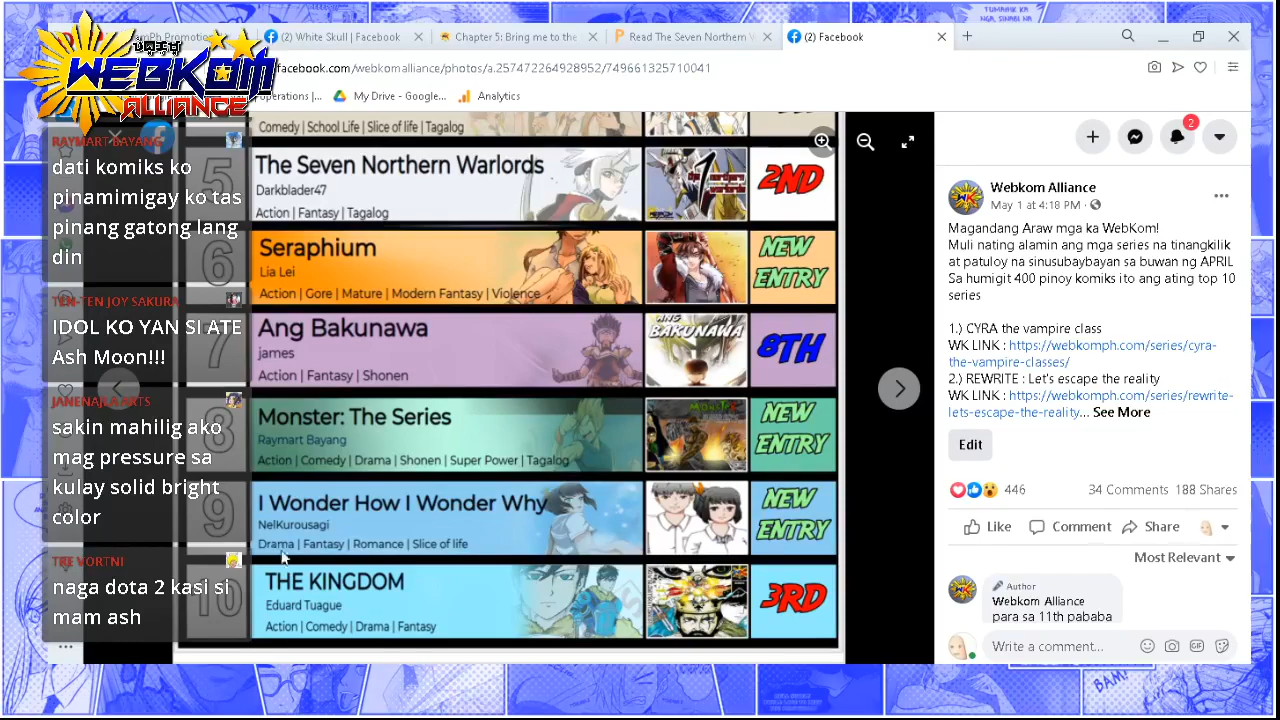 WEBKOM
ALLIANCE
(2) White Skull | Facebook
Chapter 5: Bring me to the
Read The Seven Northern W
(2) Facebook
facebook.com/webkomalliance/photos/a.257472264928952/749661325710041
My Drive - Google...
Analytics
RAYMART BAYANG
dati komiks ko
pinamimigay ko tas
pinang gatong lang
din
TEN-TEN JOY SAKURA
IDOL KO YAN SI ATE
Ash Moon!!!
sakin mahilig ako
mag pressure sa
kulay solid bright
color
TRE VORTNI
naga dota 2 kasi si
mam ash
Comedy | School Life | Slice of life | Tagalog
5
The Seven Northern Warlords
Darkblader47
Action | Fantasy | Tagalog
2ND
6
Seraphium
Lia Lei
Action | Gore | Mature | Modern Fantasy | Violence
NEW
ENTRY
7
Ang Bakunawa
james
Action | Fantasy | Shonen
ANG
BAKUNAWA
8TH
8
Monster: The Series
Raymart Bayang
Action | Comedy | Drama | Shonen | Super Power | Tagalog
NEW
ENTRY
9
I Wonder How I Wonder Why
NelKurousagi
Drama | Fantasy | Romance | Slice of life
NEW
ENTRY
10
THE KINGDOM
Eduard Tuague
Action | Comedy | Drama | Fantasy
3RD
2
Webkom Alliance
May 1 at 4:18 PM ·
Magandang Araw mga ka WebKom!
Muli nating alamin ang mga series na tinangkilik
at patuloy na sinusubaybayan sa buwan ng APRIL
Sa humigit 400 pinoy komiks ito ang ating top 10
series
1.) CYRA the vampire class
WK LINK : https://webkomph.com/series/cyra-
the-vampire-classes/
2.) REWRITE : Let's escape the reality
WK LINK : https://webkomph.com/series/rewrite-
lets-escape-the-reality... See More
Edit
446
34 Comments 188 Shares
Like Comment Share
Most Relevant
Author
Webkom Alliance
para sa 11th pababa
Write a comment...
GIF
BAM!